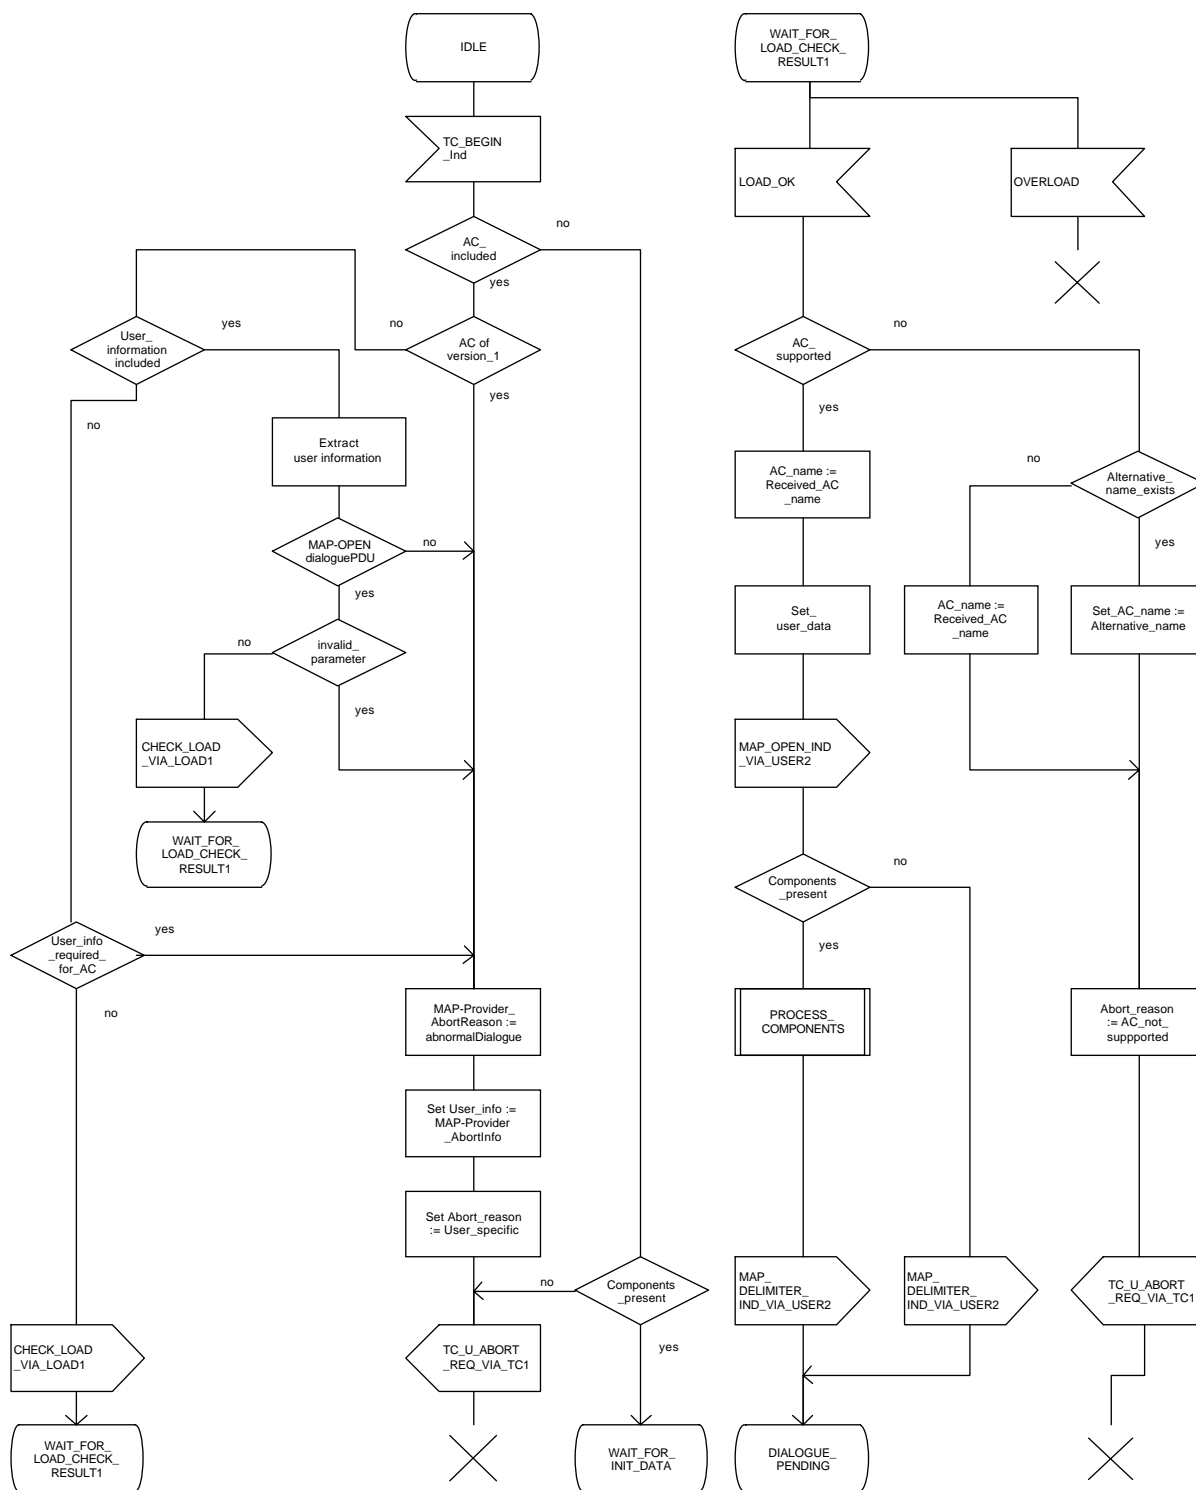 IDLE
WAIT_FOR_
LOAD_CHECK_
RESULT1
TC_BEGIN
_Ind
LOAD_OK
OVERLOAD
no
AC_
included
yes
User_
information
included
yes
no
AC of
version_1
yes
no
AC_
supported
no
yes
Extract
user information
AC_name :=
Received_AC
_name
no
Alternative_
name_exists
yes
MAP-OPEN
dialoguePDU
no
yes
Set_
user_data
AC_name :=
Received_AC
_name
Set_AC_name :=
Alternative_name
no
invalid_
parameter
yes
CHECK_LOAD
_VIA_LOAD1
MAP_OPEN_IND
_VIA_USER2
WAIT_FOR_
LOAD_CHECK_
RESULT1
Components
_present
no
yes
User_info
_required_
for_AC
yes
no
MAP-Provider_
AbortReason :=
abnormalDialogue
PROCESS_
COMPONENTS
Abort_reason
:= AC_not_
suppported
Set User_info :=
MAP-Provider
_AbortInfo
Set Abort_reason
:= User_specific
no
Components
_present
yes
MAP_
DELIMITER_
IND_VIA_USER2
MAP_
DELIMITER_
IND_VIA_USER2
TC_U_ABORT
_REQ_VIA_TC1
CHECK_LOAD
_VIA_LOAD1
TC_U_ABORT
_REQ_VIA_TC1
WAIT_FOR_
LOAD_CHECK_
RESULT1
WAIT_FOR_
INIT_DATA
DIALOGUE_
PENDING